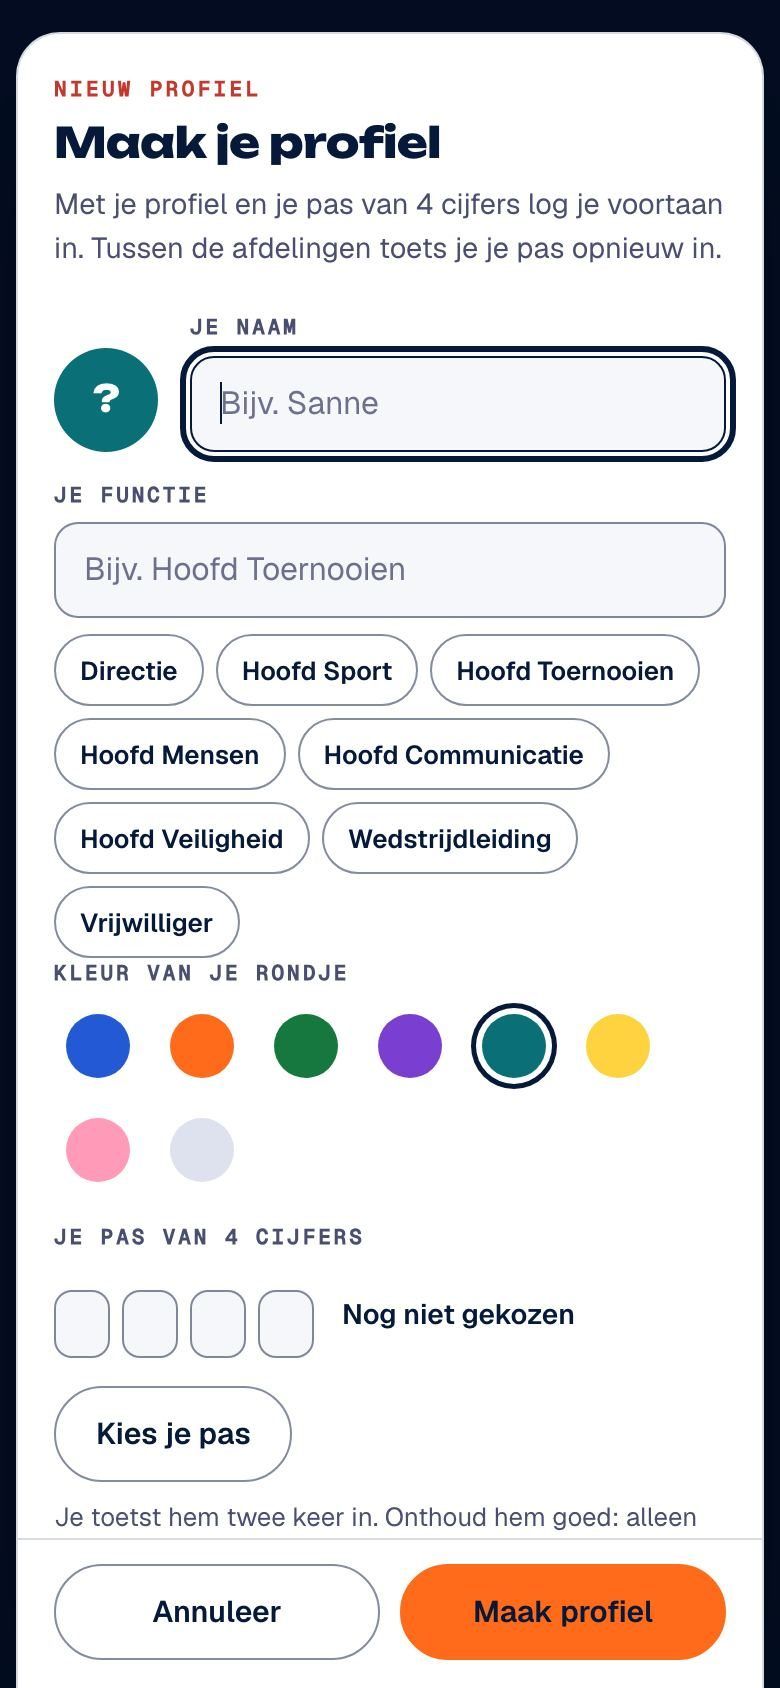 NIEUW PROFIEL
Maak je profiel
Met je profiel en je pas van 4 cijfers log je voortaan
in. Tussen de afdelingen toets je je pas opnieuw in.
JE NAAM
?
Bijv. Sanne
JE FUNCTIE
Bijv. Hoofd Toernooien
Directie
Hoofd Sport
Hoofd Toernooien
Hoofd Mensen
Hoofd Communicatie
Hoofd Veiligheid
Wedstrijdleiding
Vrijwilliger
KLEUR VAN JE RONDJE
JE PAS VAN 4 CIJFERS
Nog niet gekozen
Kies je pas
Je toetst hem twee keer in. Onthoud hem goed: alleen
Annuleer
Maak profiel